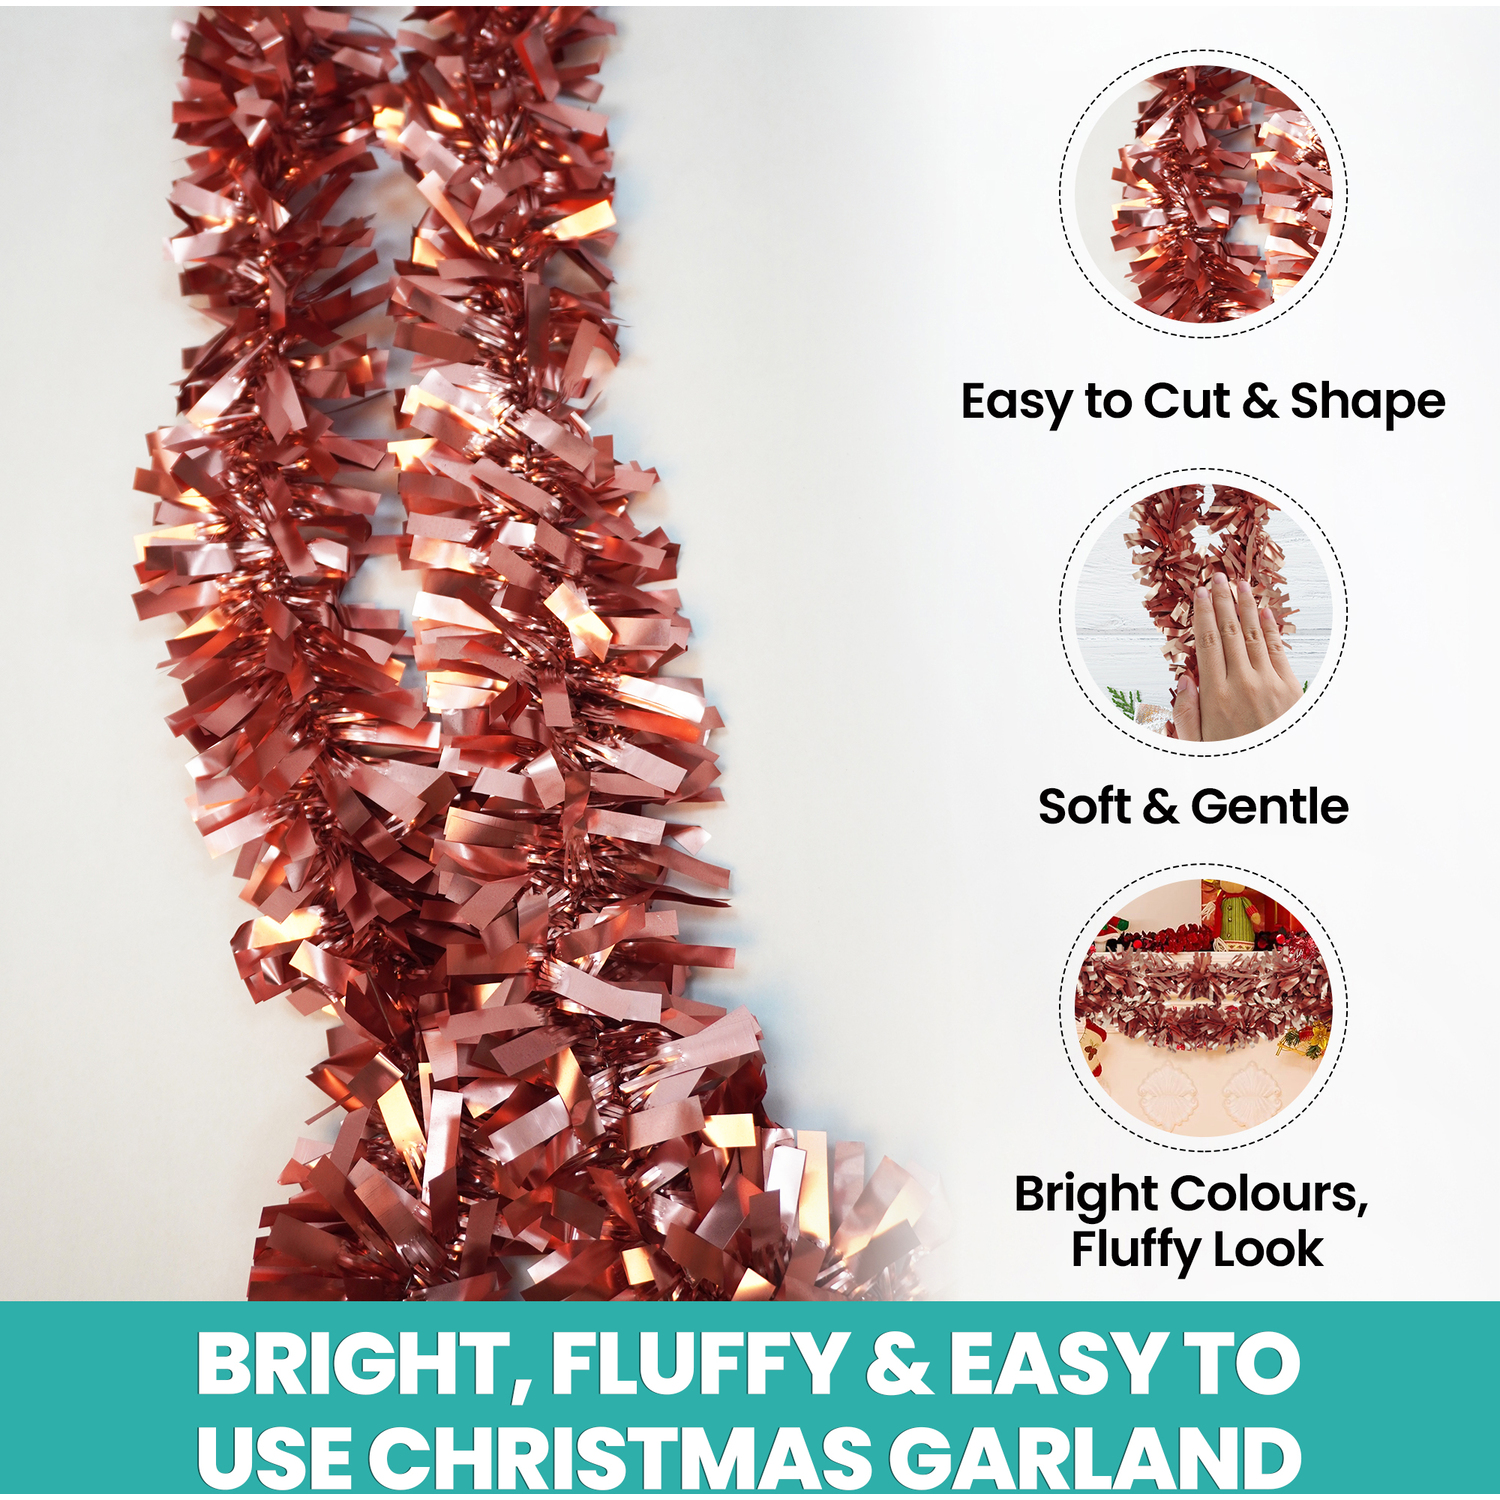 Easy to Cut & Shape
Soft & Gentle
Bright Colours,
Fluffy Look
BRIGHT, FLUFFY & EASY TO
USE CHRISTMAS GARLAND